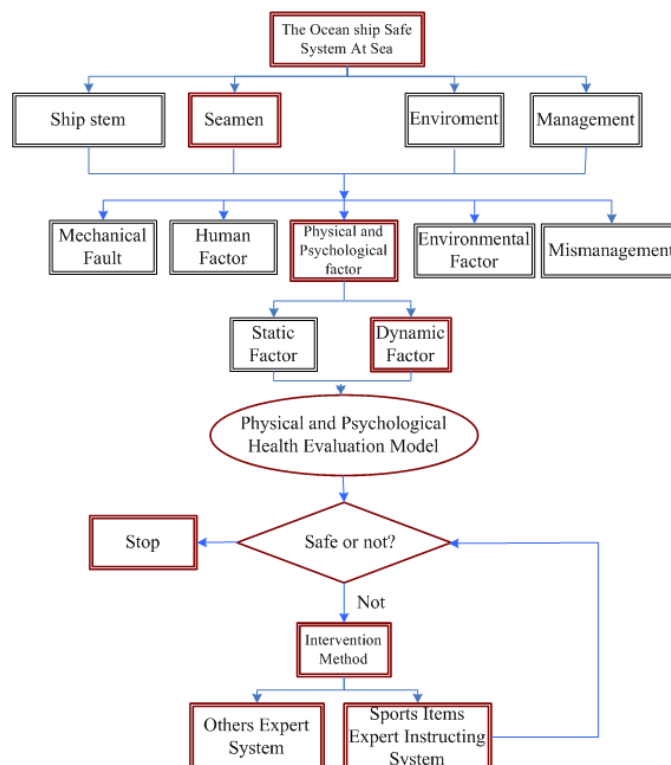 The Ocean ship Safe
System At Sea
Ship stem
Seamen
Enviroment
Management
Mechanical
Fault
Human
Factor
Physical and
Psychological
factor
Environmental
Factor
Mismanagement
Static
Factor
Dynamic
Factor
Physical and Psychological
Health Evaluation Model
Stop
Safe or not?
Not
Intervention
Method
Others Expert
System
Sports Items
Expert Instructing
System